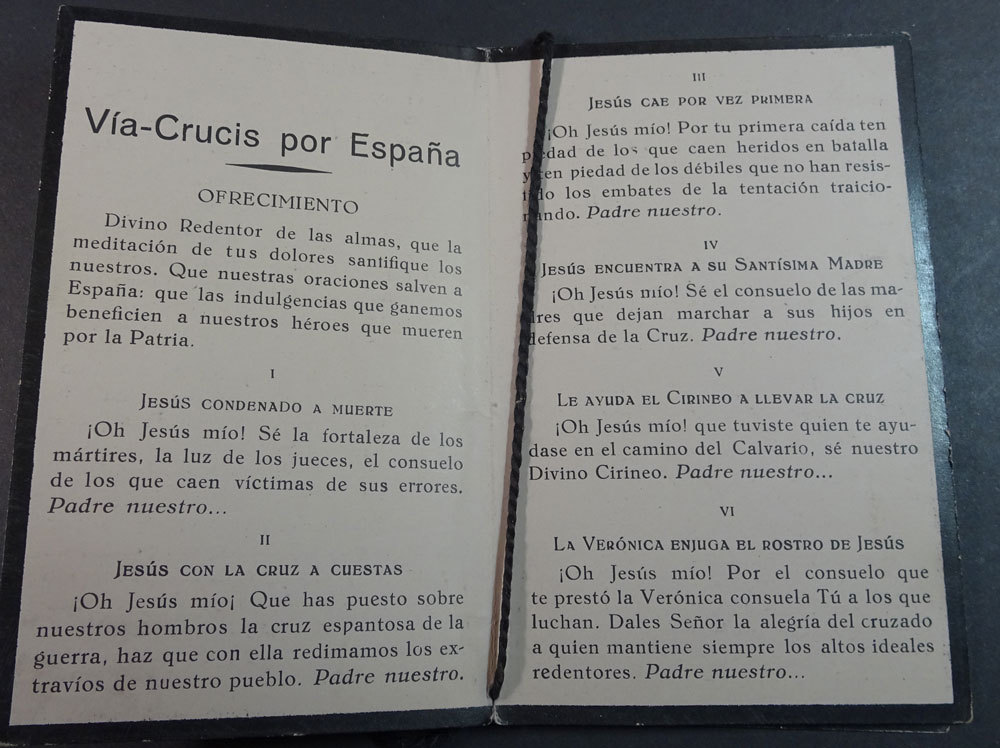 Vía-Crucis por España
OFRECIMIENTO
Divino Redentor de las almas, que la
meditación de tus dolores santifique los
nuestros. Que nuestras oraciones salven a
España: que las indulgencias que ganemos
beneficien a nuestros héroes que mueren
por la Patria.
I
JESÚS CONDENADO A MUERTE
¡Oh Jesús mío! Sé la fortaleza de los
mártires, la luz de los jueces, el consuelo
de los que caen víctimas de sus errores.
Padre nuestro...
II
JESÚS CON LA CRUZ A CUESTAS
¡Oh Jesús mío¡ Que has puesto sobre
nuestros hombros la cruz espantosa de la
guerra, haz que con ella redimamos los ex-
travíos de nuestro pueblo. Padre nuestro.
III
JESÚS CAE POR VEZ PRIMERA
¡Oh Jesús mío! Por tu primera caída ten
piedad de los que caen heridos en batalla
y ten piedad de los débiles que no han resis-
tido los embates de la tentación traicio-
nando. Padre nuestro.
IV
JESÚS ENCUENTRA A SU SANTÍSIMA MADRE
¡Oh Jesús mío! Sé el consuelo de las ma-
dres que dejan marchar a sus hijos en
defensa de la Cruz. Padre nuestro.
V
LE AYUDA EL CIRINEO A LLEVAR LA CRUZ
¡Oh Jesús mío! que tuviste quien te ayu-
dase en el camino del Calvario, sé nuestro
Divino Cirineo. Padre nuestro...
VI
LA VERÓNICA ENJUGA EL ROSTRO DE JESÚS
¡Oh Jesús mío! Por el consuelo que
te prestó la Verónica consuela Tú a los que
luchan. Dales Señor la alegría del cruzado
a quien mantiene siempre los altos ideales
redentores. Padre nuestro...